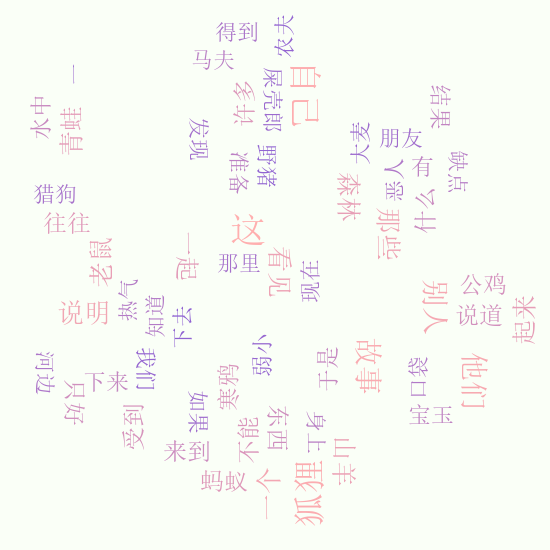 得到
农夫
马夫
一
自己
屎壳郎
许多
水中
青蛙
结果
发现
大麦
朋友
准备
野猪
缺点
恶人
有
猎狗
森林
什么
往往
那些
这
一起
老鼠
那里
看见
现在
公鸡
热气
别人
起来
说明
知道
下去
说道
弱小
我们
于是
故事
河边
下来
寒鸦
口袋
他们
只好
如果
受到
宝玉
东西
上身
不能
来到
山羊
蚂蚁
一个
狐狸